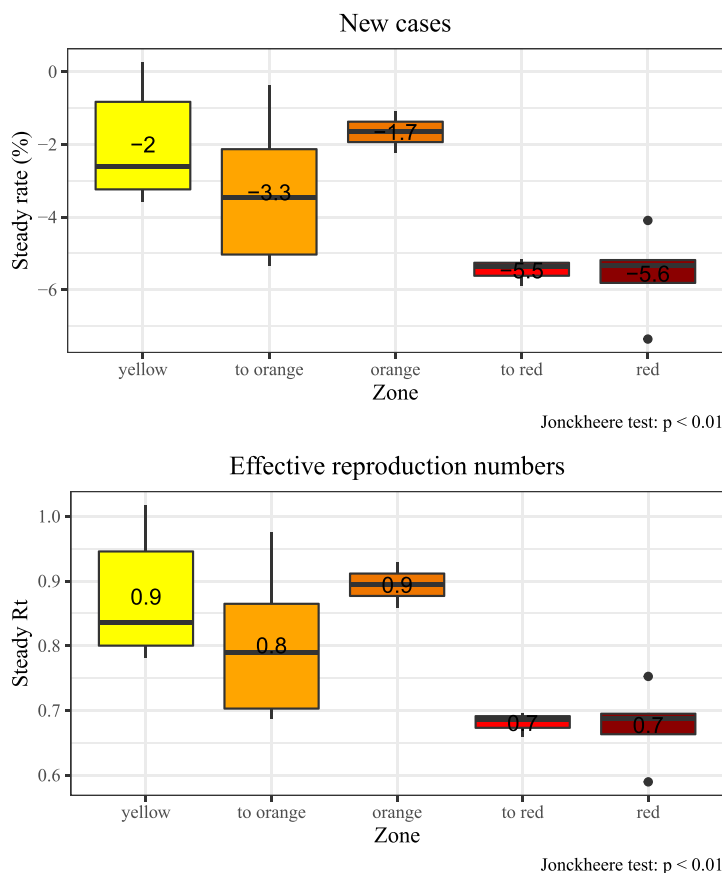 New cases
Steady rate (%)
0
−2
−4
−6
−2
−3.3
−1.7
−5.5
−5.6
yellow to orange orange to red red
Zone
Jonckheere test: p < 0.01
Effective reproduction numbers
Steady Rt
1.0
0.9
0.8
0.7
0.6
0.9
0.8
0.9
0.7
0.7
yellow to orange orange to red red
Zone
Jonckheere test: p < 0.01